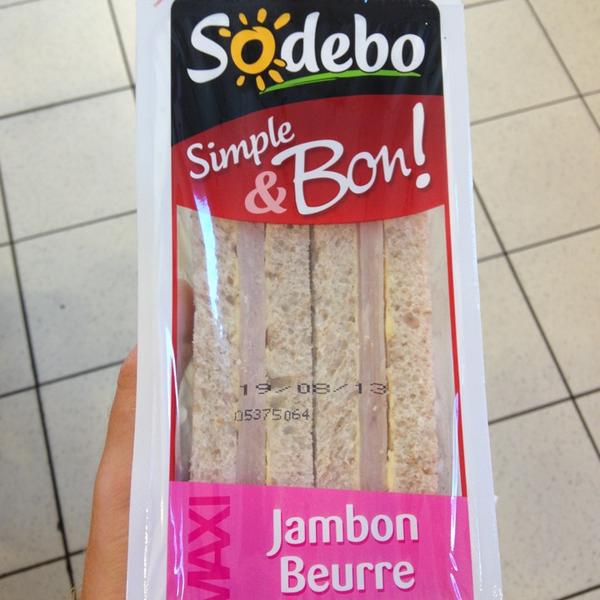 Sodebo
Simple
& Bon!
19/08/13
05375064
MAXI
Jambon
Beurre